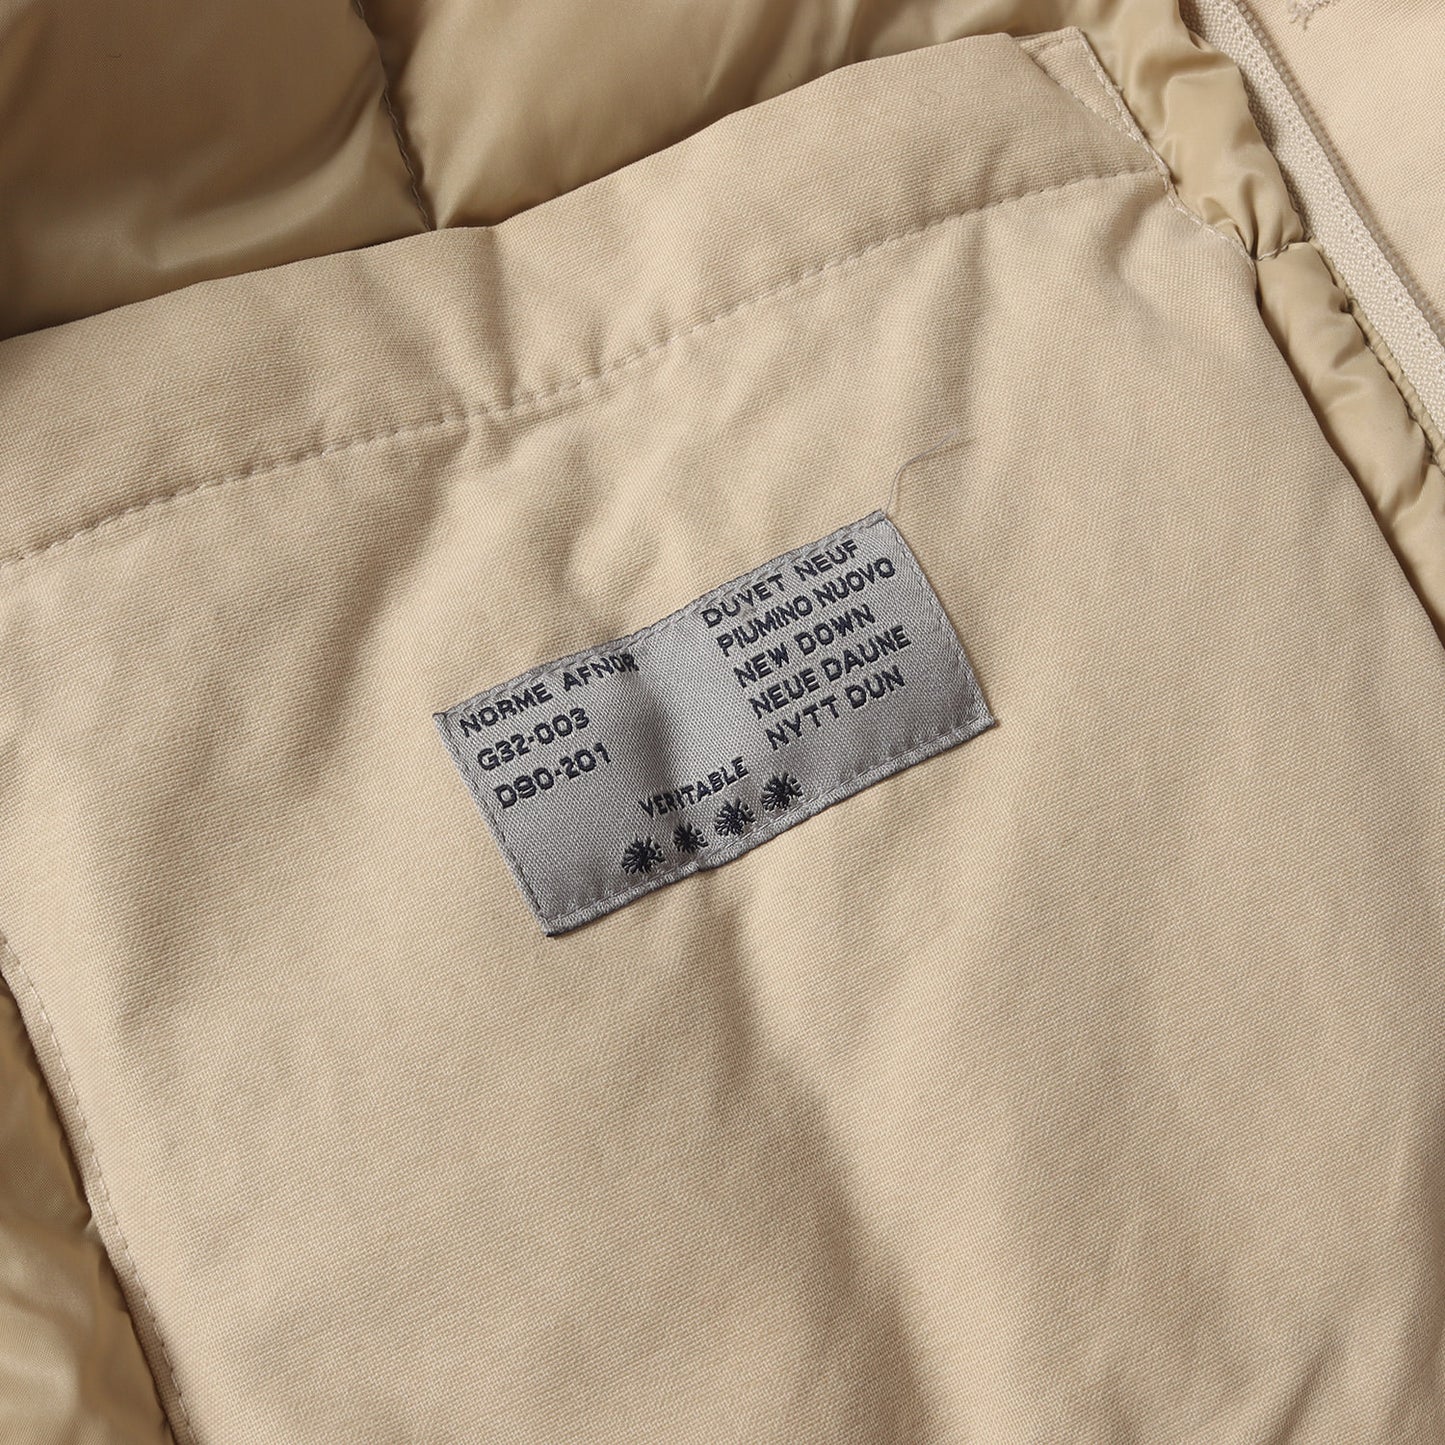 NORME AFNOR
G32-003
D90-201
DUVET NEUF
PIUMINO NUOVO
NEW DOWN
NEUE DAUNE
NYTT DUN
VERITABLE